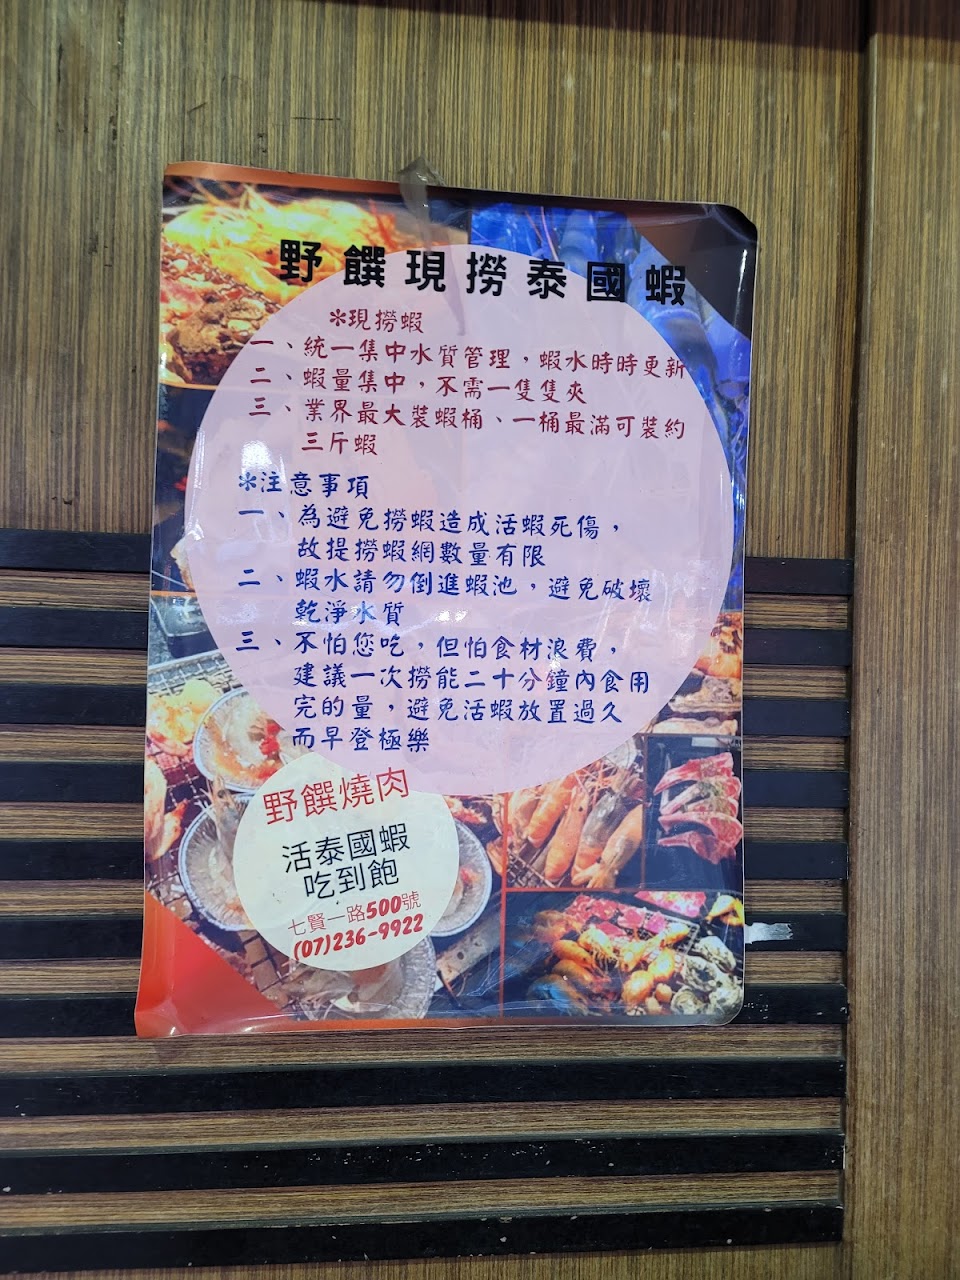 野饌現撈泰國蝦
*現撈蝦
一、統一集中水質管理，蝦水時時更新
二、蝦量集中，不需一隻隻夾
三、業界最大裝蝦桶、一桶最滿可裝約
三斤蝦
*注意事項
一、為避免撈蝦造成活蝦死傷，
故提撈蝦網數量有限
二、蝦水請勿倒進蝦池，避免破壞
乾淨水質
三、不怕您吃，但怕食材浪費，
建議一次撈能二十分鐘內食用
完的量，避免活蝦放置過久
而早登極樂
野饌燒肉
活泰國蝦
吃到飽
七賢一路500號
(07)236-9922